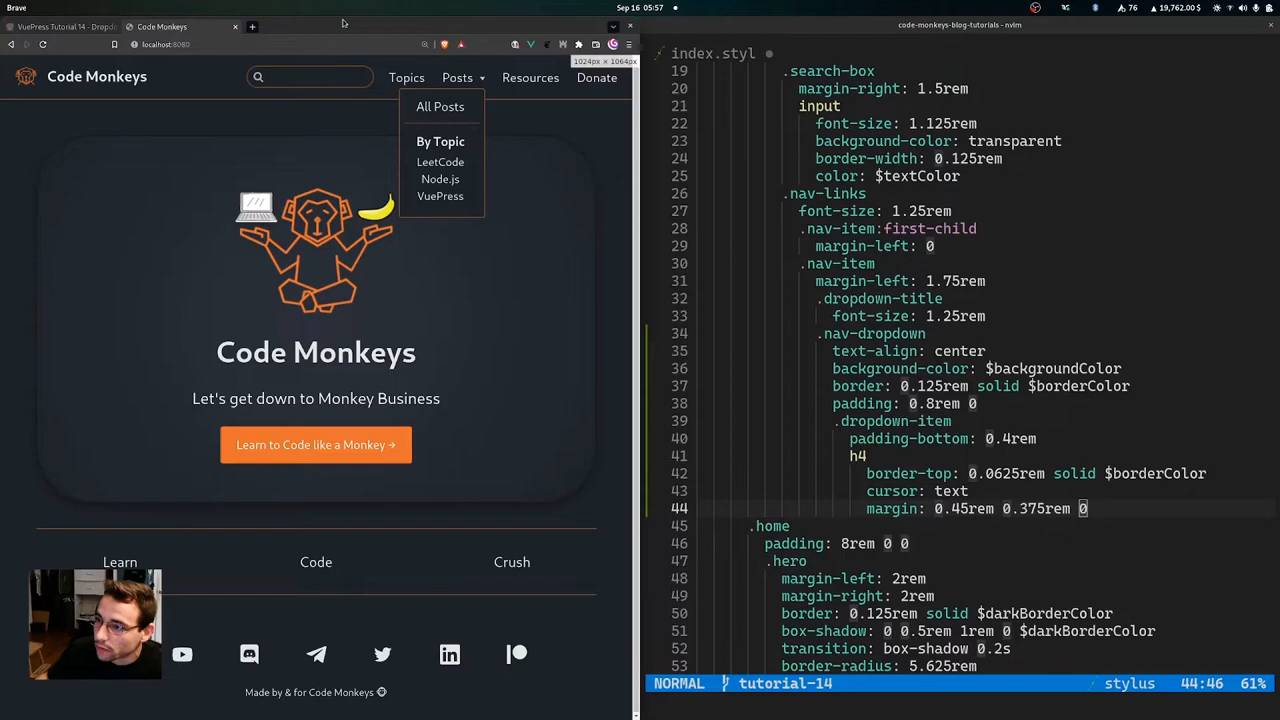 Brave
Sep 16 05:57
76
19,762.00
VuePress Tutorial 14 - Dropd
Code Monkeys
localhost:8080
1024px × 1064px
Code Monkeys
Topics
Posts
Resources
Donate
All Posts
By Topic
LeetCode
Node.js
VuePress
Code Monkeys
Let's get down to Monkey Business
Learn to Code like a Monkey →
Learn
Code
Crush
Made by & for Code Monkeys
code-monkeys-blog-tutorials - nvim
index.styl
19 .search-box
20 margin-right: 1.5rem
21 input
22 font-size: 1.125rem
23 background-color: transparent
24 border-width: 0.125rem
25 color: $textColor
26 .nav-links
27 font-size: 1.25rem
28 .nav-item:first-child
29 margin-left: 0
30 .nav-item
31 margin-left: 1.75rem
32 .dropdown-title
33 font-size: 1.25rem
34 .nav-dropdown
35 text-align: center
36 background-color: $backgroundColor
37 border: 0.125rem solid $borderColor
38 padding: 0.8rem 0
39 .dropdown-item
40 padding-bottom: 0.4rem
41 h4
42 border-top: 0.0625rem solid $borderColor
43 cursor: text
44 margin: 0.45rem 0.375rem 0
45 .home
46 padding: 8rem 0 0
47 .hero
48 margin-left: 2rem
49 margin-right: 2rem
50 border: 0.125rem solid $darkBorderColor
51 box-shadow: 0 0.5rem 1rem 0 $darkBorderColor
52 transition: box-shadow 0.2s
53 border-radius: 5.625rem
NORMAL tutorial-14 stylus 44:46 61%